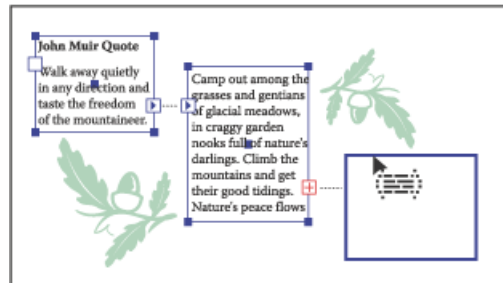 John Muir Quote
Walk away quietly
in any direction and
taste the freedom
of the mountaineer.
Camp out among the
grasses and gentians
of glacial meadows,
in craggy garden
nooks full of nature's
darlings. Climb the
mountains and get
their good tidings.
Nature's peace flows